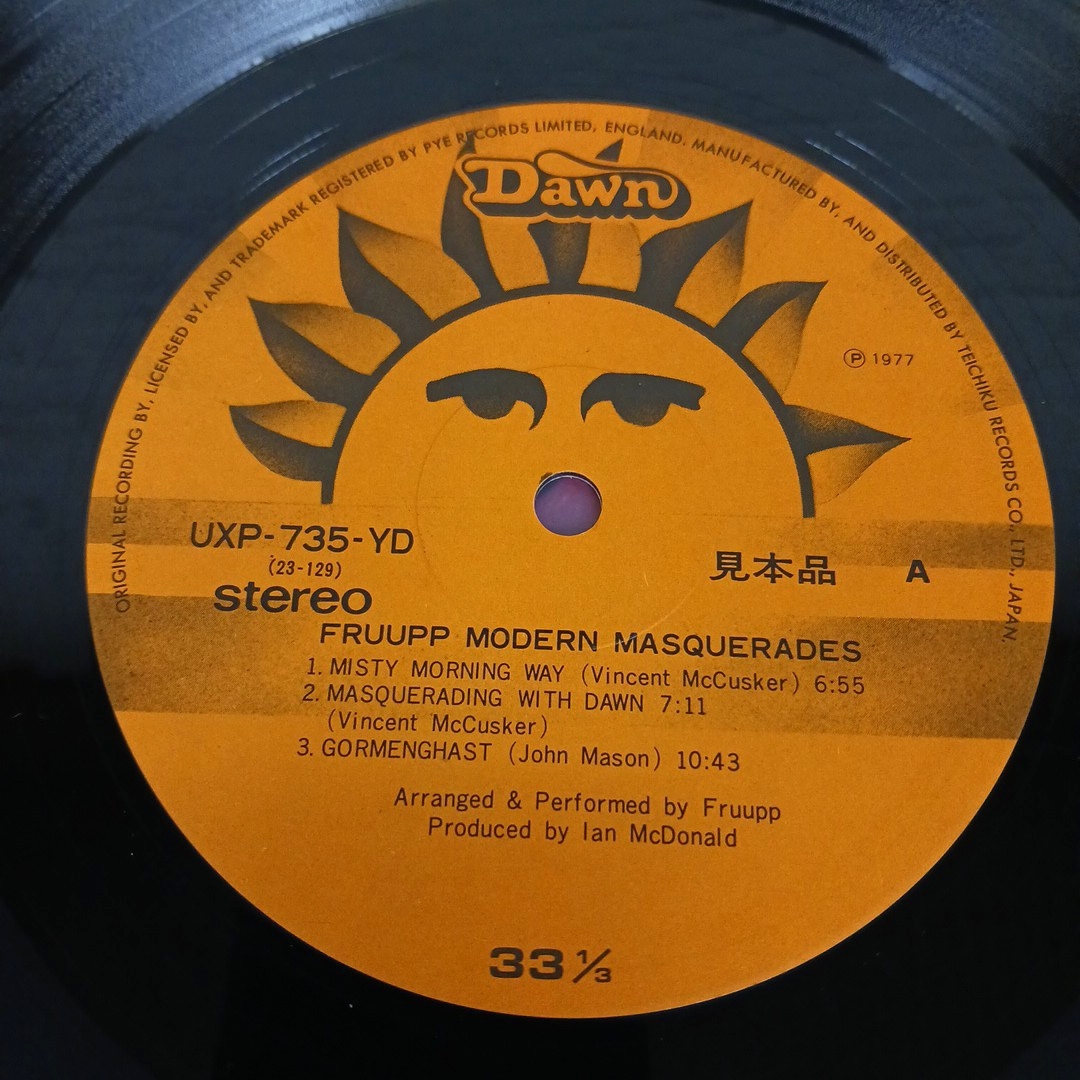 ORIGINAL RECORDING BY, LICENSED BY, AND TRADEMARK REGISTERED BY PYE RECORDS LIMITED, ENGLAND. MANUFACTURED BY, AND DISTRIBUTED BY TEICHIKU RECORDS CO., LTD., JAPAN.
Dawn
Ⓟ 1977
UXP-735-YD
(23-129)
stereo
見本品 A
FRUUPP MODERN MASQUERADES
1. MISTY MORNING WAY (Vincent McCusker) 6:55
2. MASQUERADING WITH DAWN 7:11
(Vincent McCusker)
3. GORMENGHAST (John Mason) 10:43
Arranged & Performed by Fruupp
Produced by Ian McDonald
33 ⅓